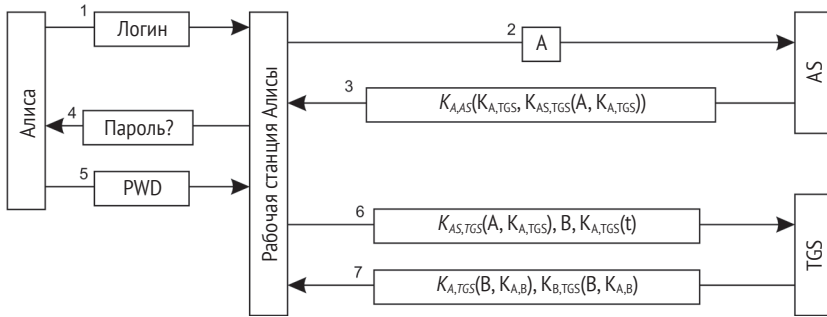 Алиса
1
Логин
4
Пароль?
5
PWD
Рабочая станция Алисы
2
A
3
K_A,AS(K_A,TGS, K_AS,TGS(A, K_A,TGS))
AS
6
K_AS,TGS(A, K_A,TGS), B, K_A,TGS(t)
7
K_A,TGS(B, K_A,B), K_B,TGS(B, K_A,B)
TGS